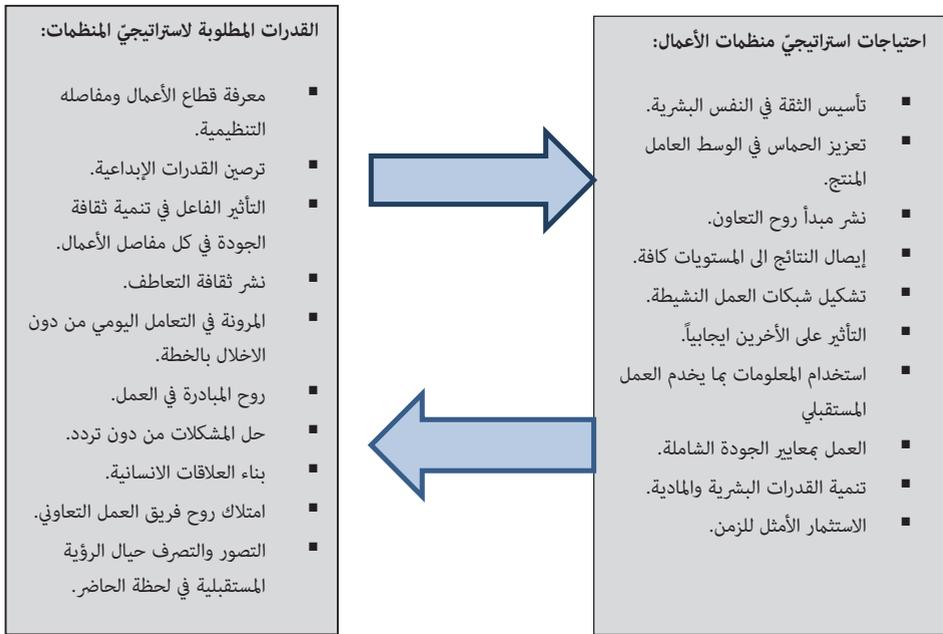 احتياجات استراتيجيّ منظمات الأعمال:
▪ تأسيس الثقة في النفس البشرية.
▪ تعزيز الحماس في الوسط العامل
المنتج.
▪ نشر مبدأ روح التعاون.
▪ إيصال النتائج الى المستويات كافة.
▪ تشكيل شبكات العمل النشيطة.
▪ التأثير على الأخرين ايجابياً.
▪ استخدام المعلومات بما يخدم العمل
المستقبلي
▪ العمل بمعايير الجودة الشاملة.
▪ تنمية القدرات البشرية والمادية.
▪ الاستثمار الأمثل للزمن.
القدرات المطلوبة لاستراتيجيّ المنظمات:
▪ معرفة قطاع الأعمال ومفاصله
التنظيمية.
▪ ترصين القدرات الإبداعية.
▪ التأثير الفاعل في تنمية ثقافة
الجودة في كل مفاصل الأعمال.
▪ نشر ثقافة التعاطف.
▪ المرونة في التعامل اليومي من دون
الاخلال بالخطة.
▪ روح المبادرة في العمل.
▪ حل المشكلات من دون تردد.
▪ بناء العلاقات الانسانية.
▪ امتلاك روح فريق العمل التعاوني.
▪ التصور والتصرف حيال الرؤية
المستقبلية في لحظة الحاضر.